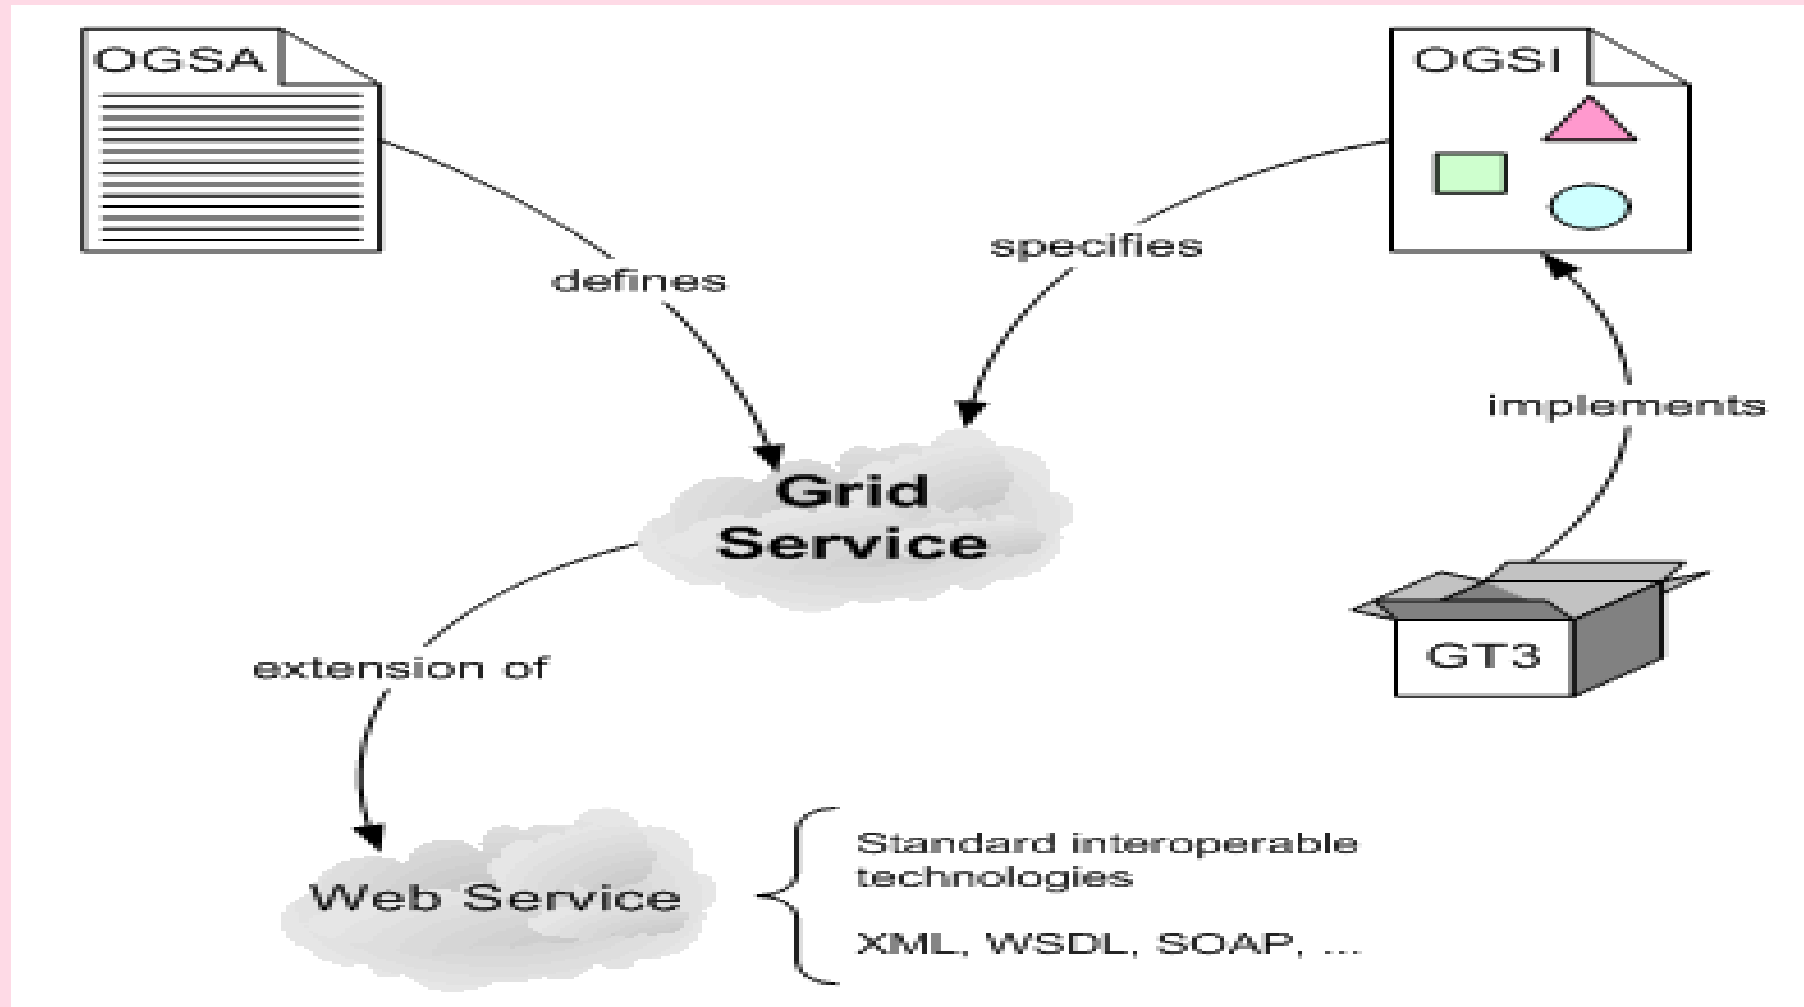 OGSA
OGSI
defines
specifies
implements
Grid
Service
GT3
extension of
Web Service
Standard interoperable
technologies
XML, WSDL, SOAP, ...